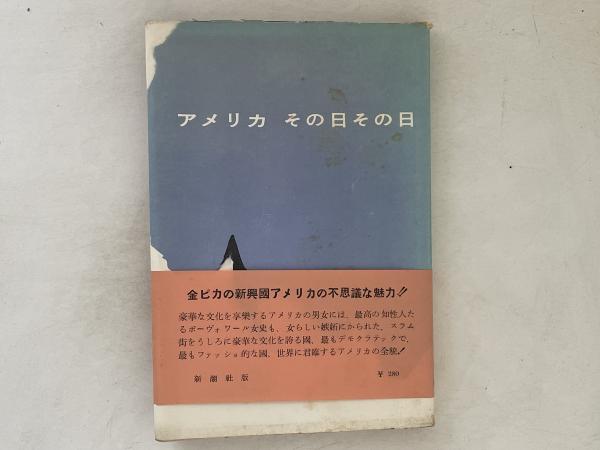 アメリカ その日その日
金ピカの新興國アメリカの不思議な魅力!!
豪華な文化を享樂するアメリカの男女には、最高の知性人た
るボーヴォワール女史も、女らしい嫉妬にかられた。スラム
街をうしろに豪華な文化を誇る國、最もデモクラテックで、
最もファッショ的な國、世界に君臨するアメリカの全貌!
新潮社版 ¥ 280